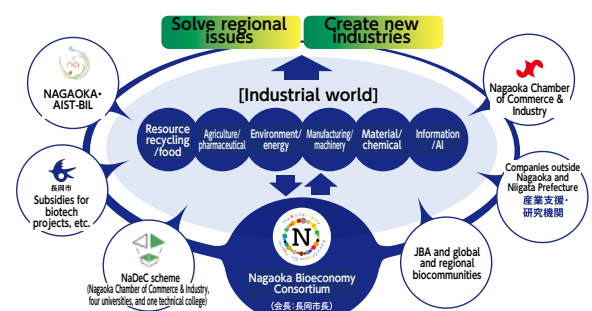 Solve regional
issues
Create new
industries
NAGAOKA・
AIST-BIL
[Industrial world]
Nagaoka Chamber
of Commerce &
Industry
Resource
recycling
/food
Agriculture/
pharmaceutical
Environment/
energy
Manufacturing/
machinery
Material/
chemical
Information
/AI
長岡市
Subsidies for
biotech
projects, etc.
Companies outside
Nagaoka and
Niigata Prefecture
産業支援・
研究機関
N
NaDeC scheme
(Nagaoka Chamber of Commerce & Industry,
four universities, and one technical college)
Nagaoka Bioeconomy
Consortium
(会長:長岡市長)
JBA and global
and regional
biocommunities